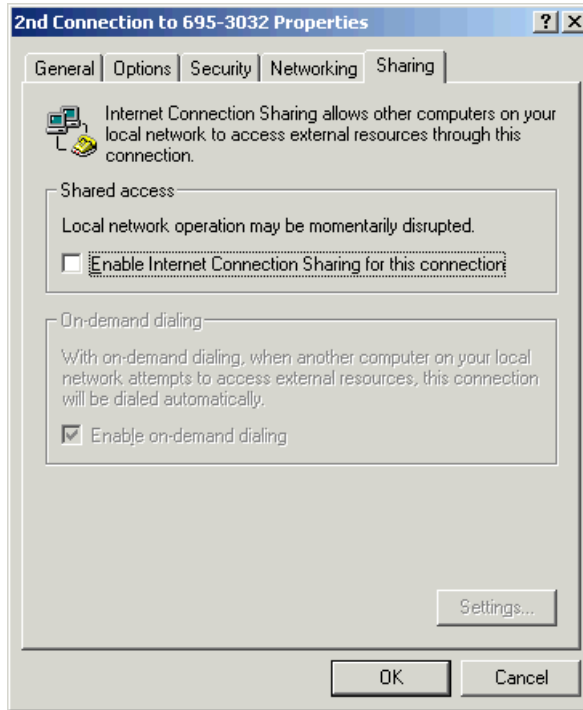 2nd Connection to 695-3032 Properties
General Options Security Networking Sharing
Internet Connection Sharing allows other computers on your
local network to access external resources through this
connection.
Shared access
Local network operation may be momentarily disrupted.
Enable Internet Connection Sharing for this connection
On-demand dialing
With on-demand dialing, when another computer on your local
network attempts to access external resources, this connection
will be dialed automatically.
Enable on-demand dialing
Settings...
OK Cancel